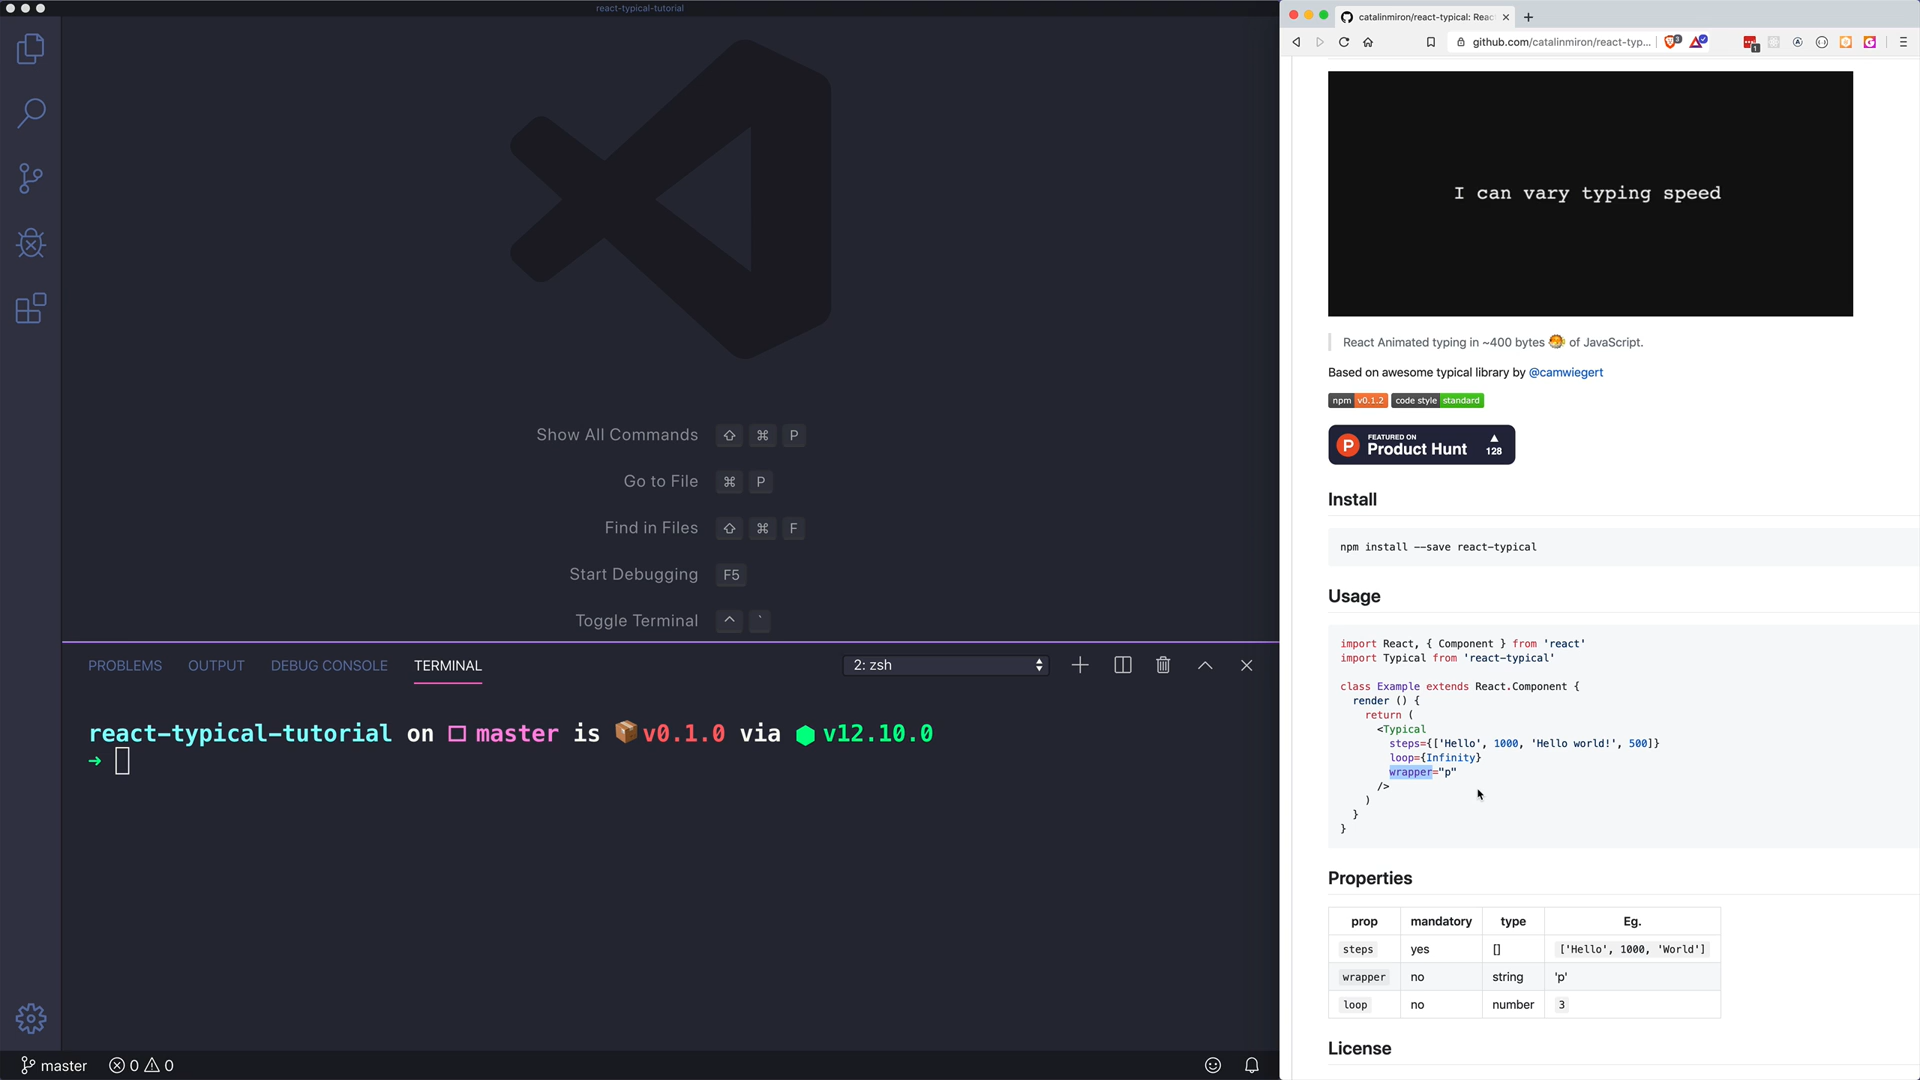 react-typical-tutorial
Show All Commands ⇧ ⌘ P
Go to File ⌘ P
Find in Files ⇧ ⌘ F
Start Debugging F5
Toggle Terminal ^ `
PROBLEMS OUTPUT DEBUG CONSOLE TERMINAL
2: zsh
react-typical-tutorial on master is 📦v0.1.0 via ⬢ v12.10.0
➜
master 0 0
catalinmiron/react-typical: Reac
github.com/catalinmiron/react-typ...
I can vary typing speed
React Animated typing in ~400 bytes 🐡 of JavaScript.
Based on awesome typical library by @camwiegert
npm v0.1.2 code style standard
P FEATURED ON
Product Hunt ▲ 128
Install
npm install --save react-typical
Usage
import React, { Component } from 'react'
import Typical from 'react-typical'
class Example extends React.Component {
render () {
return (
<Typical
steps={['Hello', 1000, 'Hello world!', 500]}
loop={Infinity}
wrapper="p"
/>
)
}
}
Properties
prop mandatory type Eg.
steps yes [] ['Hello', 1000, 'World']
wrapper no string 'p'
loop no number 3
License